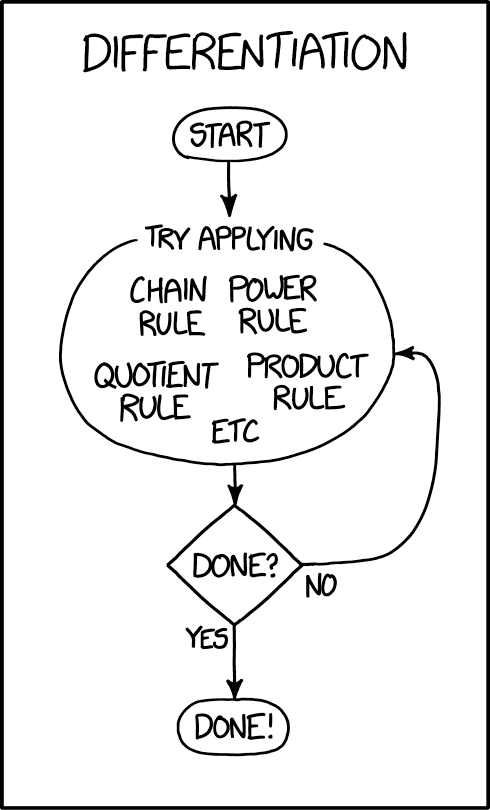 DIFFERENTIATION
START
TRY APPLYING
CHAIN RULE
POWER RULE
QUOTIENT RULE
PRODUCT RULE
ETC
DONE?
NO
YES
DONE!